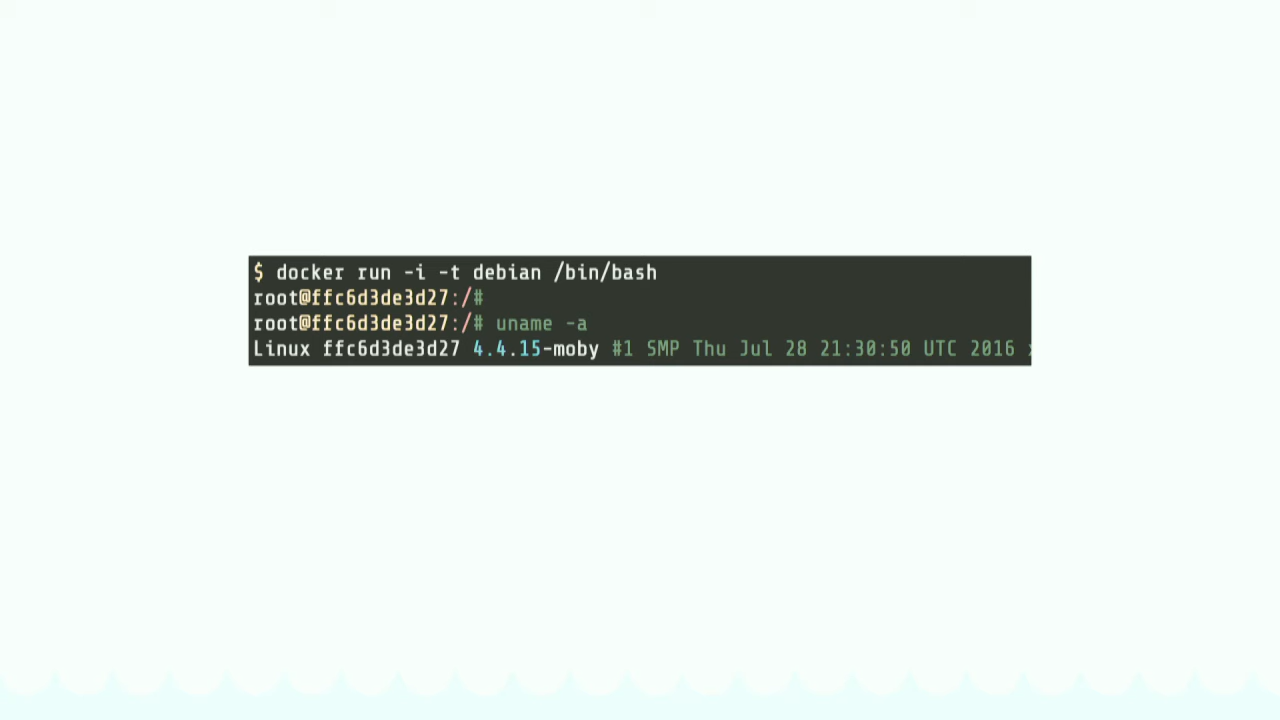 $ docker run -i -t debian /bin/bash
root@ffc6d3de3d27:/#
root@ffc6d3de3d27:/# uname -a
Linux ffc6d3de3d27 4.4.15-moby #1 SMP Thu Jul 28 21:30:50 UTC 2016